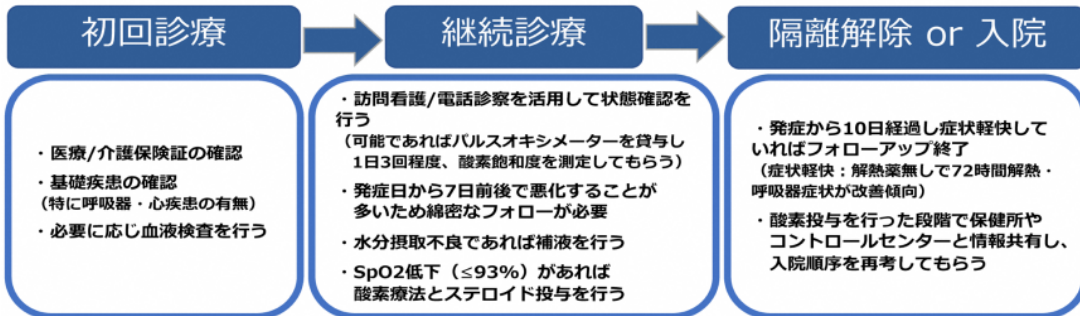 初回診療
継続診療
隔離解除 or 入院
・医療/介護保険証の確認
・基礎疾患の確認
（特に呼吸器・心疾患の有無）
・必要に応じ血液検査を行う
・訪問看護/電話診察を活用して状態確認を
行う
（可能であればパルスオキシメーターを貸与し
1日3回程度、酸素飽和度を測定してもらう）
・発症日から7日前後で悪化することが
多いため綿密なフォローが必要
・水分摂取不良であれば補液を行う
・SpO2低下（≤93%）があれば
酸素療法とステロイド投与を行う
・発症から10日経過し症状軽快して
いればフォローアップ終了
（症状軽快：解熱薬無しで72時間解熱・
呼吸器症状が改善傾向）
・酸素投与を行った段階で保健所や
コントロールセンターと情報共有し、
入院順序を再考してもらう